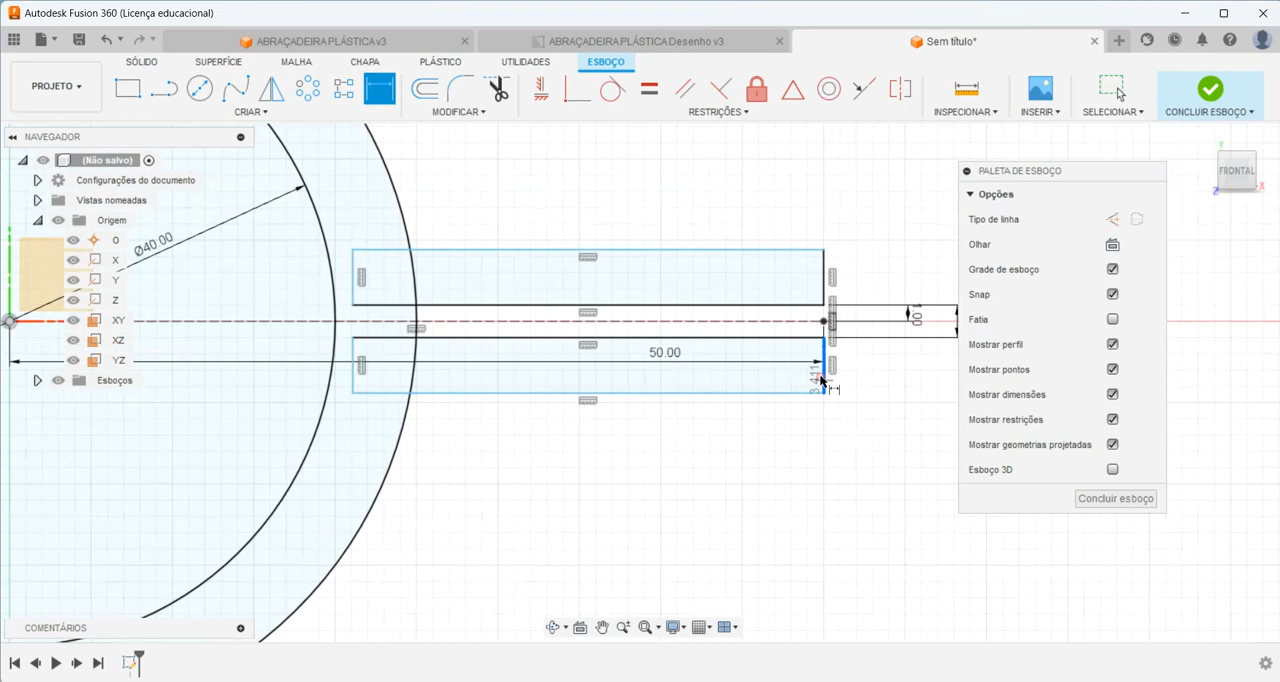 Autodesk Fusion 360 (Licença educacional)
ABRAÇADEIRA PLÁSTICA v3
ABRAÇADEIRA PLÁSTICA Desenho v3
Sem título*
PROJETO
SÓLIDO
SUPERFÍCIE
MALHA
CHAPA
PLÁSTICO
UTILIDADES
ESBOÇO
CRIAR
MODIFICAR
RESTRIÇÕES
INSPECIONAR
INSERIR
SELECIONAR
CONCLUIR ESBOÇO
NAVEGADOR
(Não salvo)
Configurações do documento
Vistas nomeadas
Origem
O
X
Y
Z
XY
XZ
YZ
Esboços
Ø40.00
50.00
1.00
3.411
PALETA DE ESBOÇO
Opções
Tipo de linha
Olhar
Grade de esboço
Snap
Fatia
Mostrar perfil
Mostrar pontos
Mostrar dimensões
Mostrar restrições
Mostrar geometrias projetadas
Esboço 3D
Concluir esboço
Y
FRONTAL
X
Z
COMENTÁRIOS